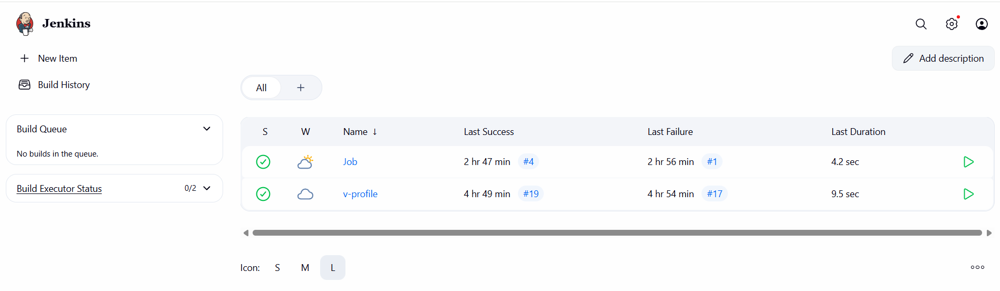 Jenkins
New Item
Add description
Build History
All
Build Queue
No builds in the queue.
Build Executor Status 0/2
S W Name ↓ Last Success Last Failure Last Duration
Job 2 hr 47 min #4 2 hr 56 min #1 4.2 sec
v-profile 4 hr 49 min #19 4 hr 54 min #17 9.5 sec
Icon: S M L